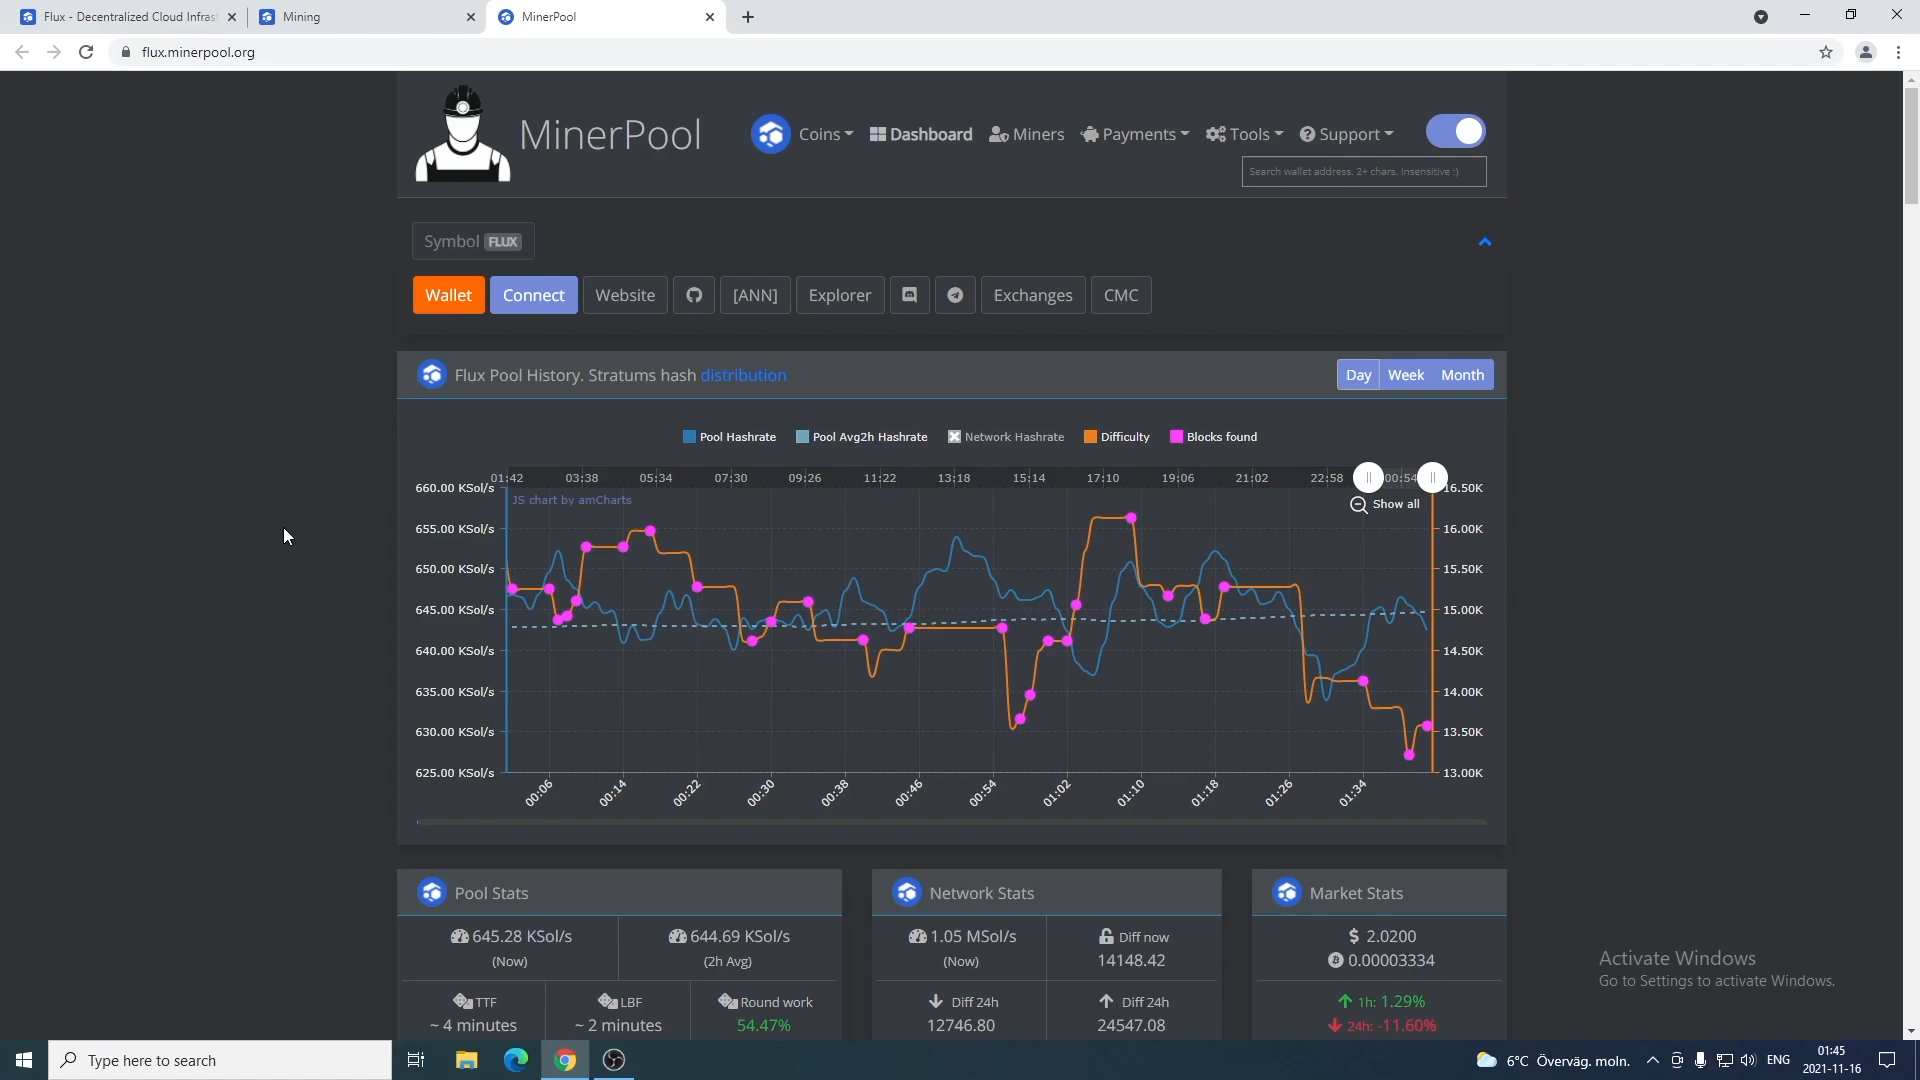 Flux - Decentralized Cloud Infrast
Mining
MinerPool
flux.minerpool.org
MinerPool
Coins
Dashboard
Miners
Payments
Tools
Support
Search wallet address. 2+ chars. Insensitive :)
Symbol FLUX
Wallet
Connect
Website
[ANN]
Explorer
Exchanges
CMC
Flux Pool History. Stratums hash distribution
Day
Week
Month
Pool Hashrate
Pool Avg2h Hashrate
Network Hashrate
Difficulty
Blocks found
01:42 03:38 05:34 07:30 09:26 11:22 13:18 15:14 17:10 19:06 21:02 22:58 00:54
JS chart by amCharts
Show all
660.00 KSol/s
655.00 KSol/s
650.00 KSol/s
645.00 KSol/s
640.00 KSol/s
635.00 KSol/s
630.00 KSol/s
625.00 KSol/s
16.50K
16.00K
15.50K
15.00K
14.50K
14.00K
13.50K
13.00K
00:06 00:14 00:22 00:30 00:38 00:46 00:54 01:02 01:10 01:18 01:26 01:34
Pool Stats
645.28 KSol/s
(Now)
644.69 KSol/s
(2h Avg)
TTF
~ 4 minutes
LBF
~ 2 minutes
Round work
54.47%
Network Stats
1.05 MSol/s
(Now)
Diff now
14148.42
Diff 24h
12746.80
Diff 24h
24547.08
Market Stats
$ 2.0200
0.00003334
1h: 1.29%
24h: -11.60%
Activate Windows
Go to Settings to activate Windows.
Type here to search
6°C Överväg. moln.
ENG
01:45
2021-11-16